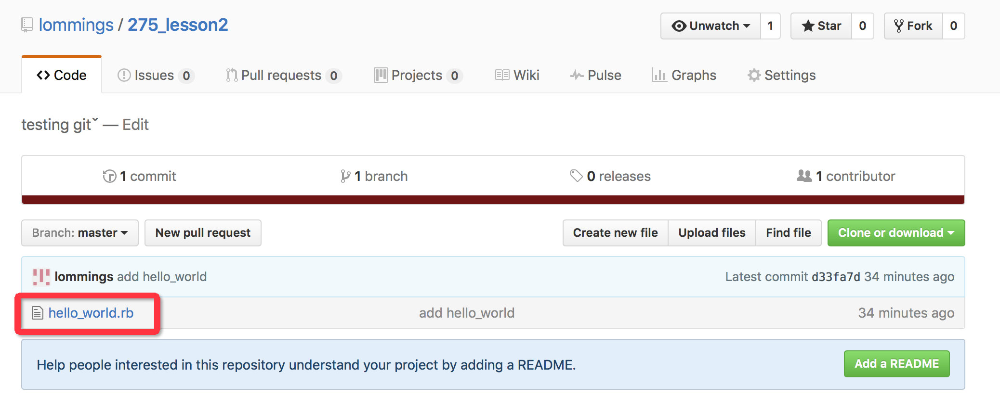 lommings / 275_lesson2
Unwatch 1 Star 0 Fork 0
Code Issues 0 Pull requests 0 Projects 0 Wiki Pulse Graphs Settings
testing gitˇ — Edit
1 commit 1 branch 0 releases 1 contributor
Branch: master New pull request Create new file Upload files Find file Clone or download
lommings add hello_world Latest commit d33fa7d 34 minutes ago
hello_world.rb add hello_world 34 minutes ago
Help people interested in this repository understand your project by adding a README. Add a README